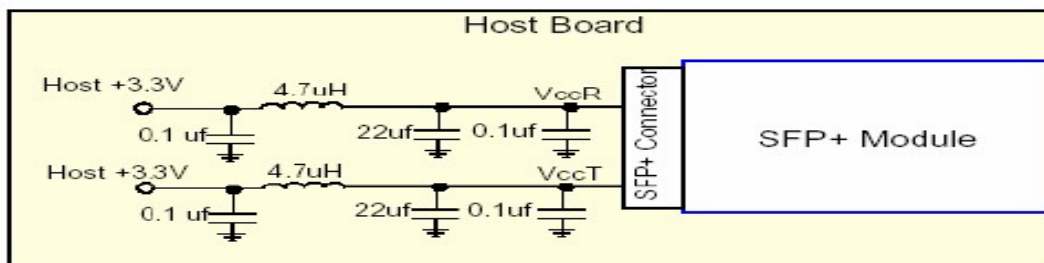 Host Board
Host +3.3V
4.7uH
VccR
0.1 uf
22uf
0.1uf
Host +3.3V
4.7uH
VccT
0.1 uf
22uf
0.1uf
SFP+ Connector
SFP+ Module